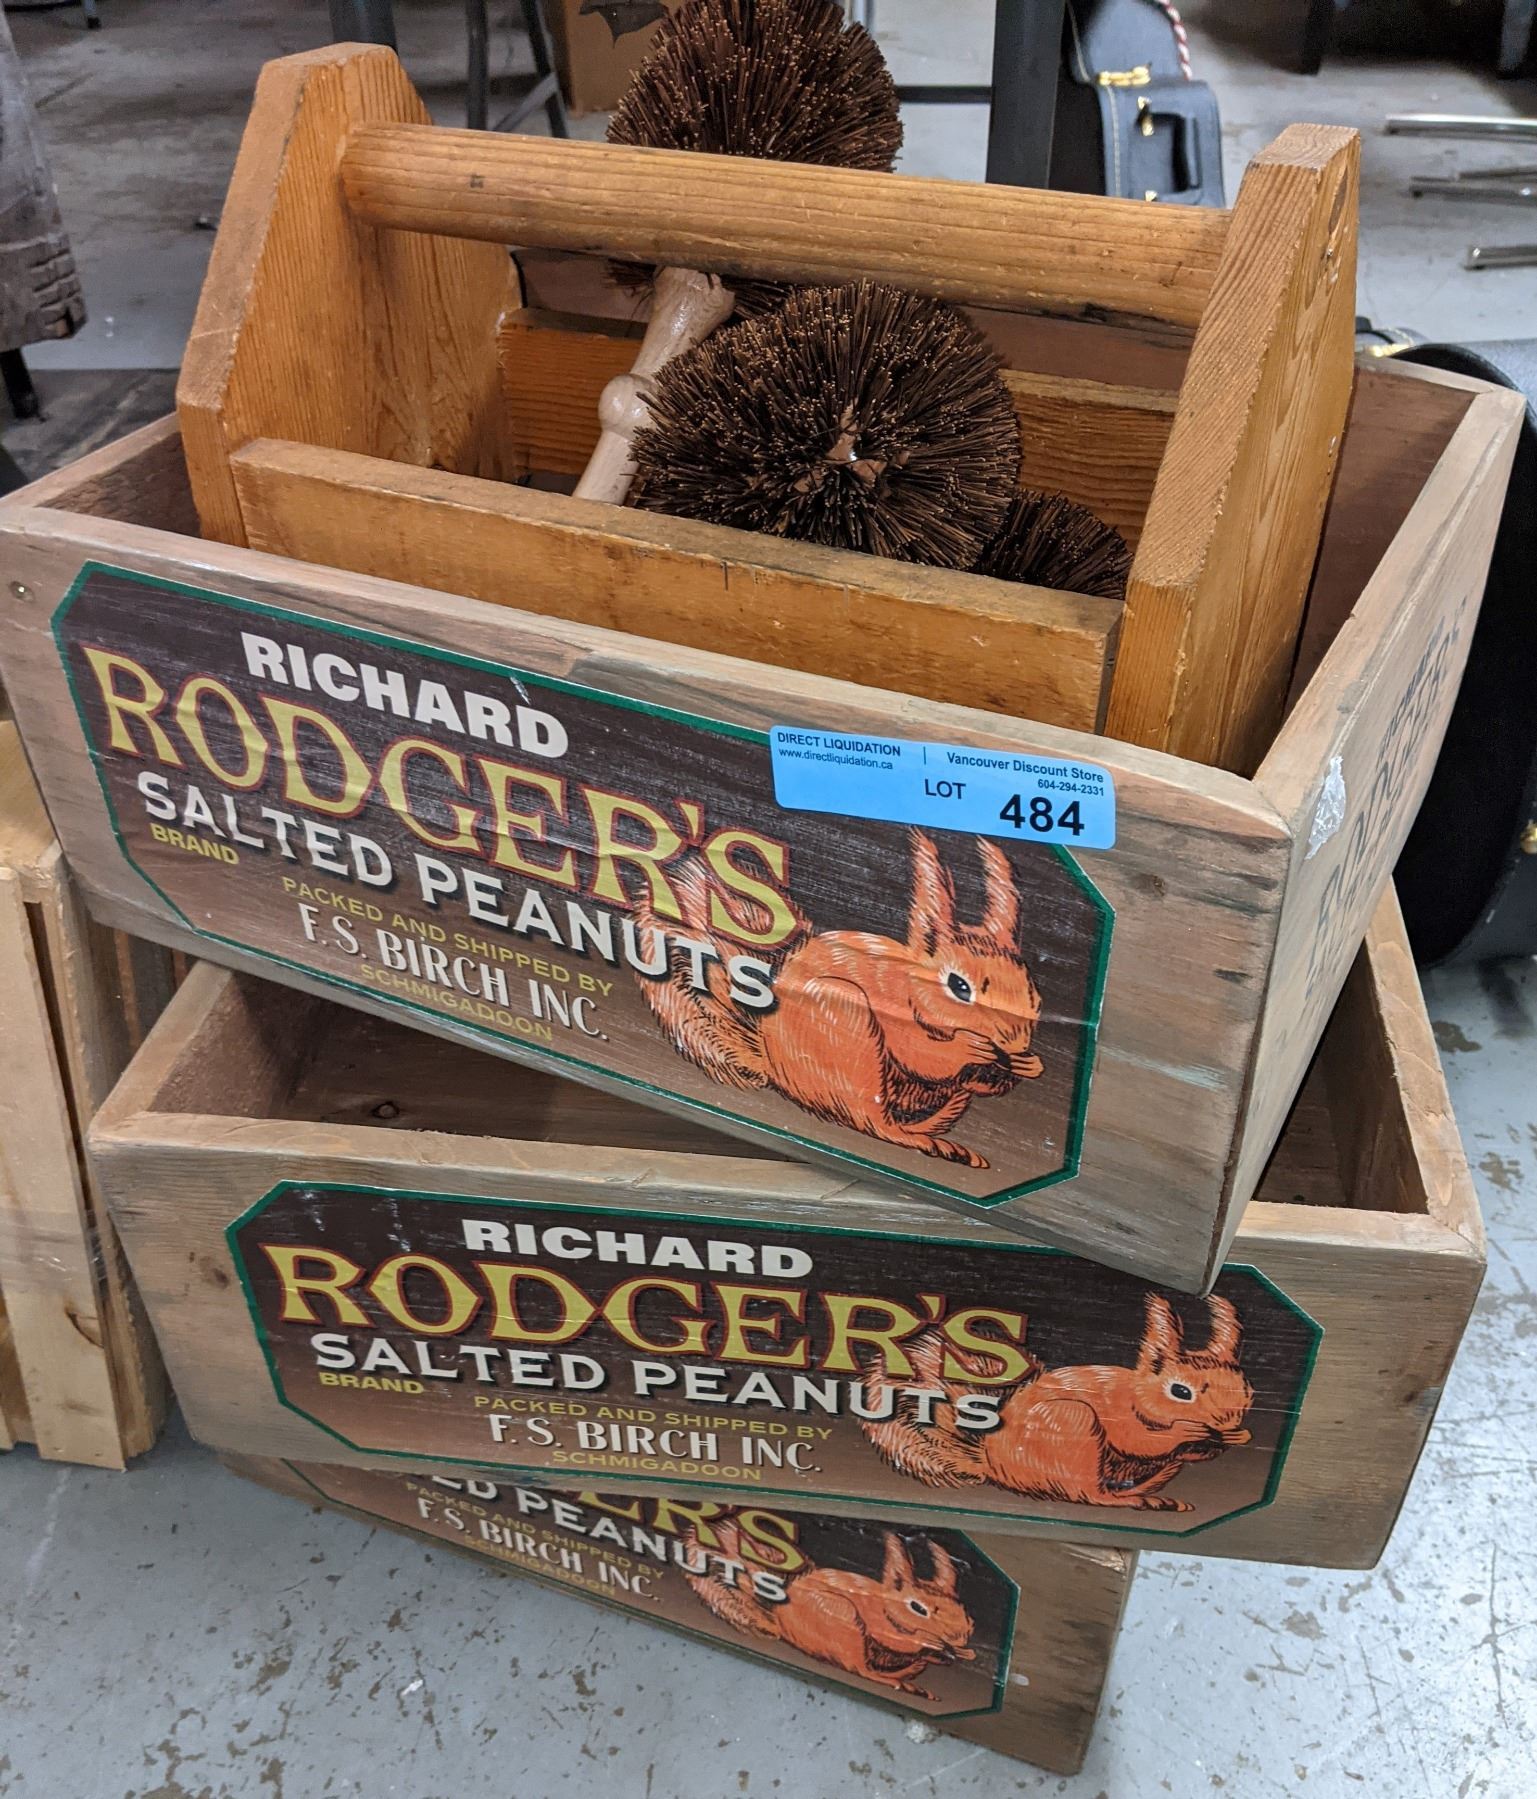 RICHARD
RODGER'S
SALTED PEANUTS
BRAND
PACKED AND SHIPPED BY
F. S. BIRCH INC.
SCHMIGADOON
DIRECT LIQUIDATION
www.directliquidation.ca
Vancouver Discount Store
604-294-2331
LOT 484
RICHARD
RODGER'S
SALTED PEANUTS
BRAND
PACKED AND SHIPPED BY
F. S. BIRCH INC.
SCHMIGADOON
PEANUTS
PACKED AND SHIPPED BY
F. S. BIRCH INC.
SCHMIGADOON